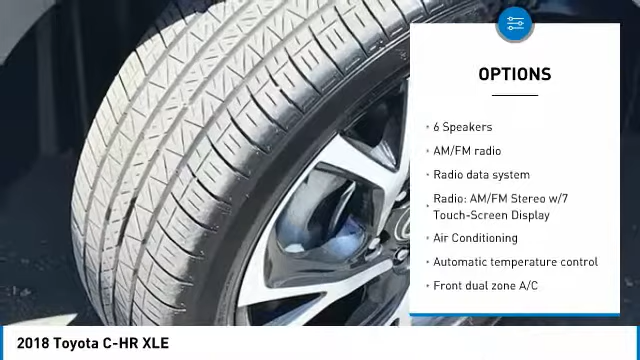 OPTIONS
6 Speakers
AM/FM radio
Radio data system
Radio: AM/FM Stereo w/7
Touch-Screen Display
Air Conditioning
Automatic temperature control
Front dual zone A/C
2018 Toyota C-HR XLE